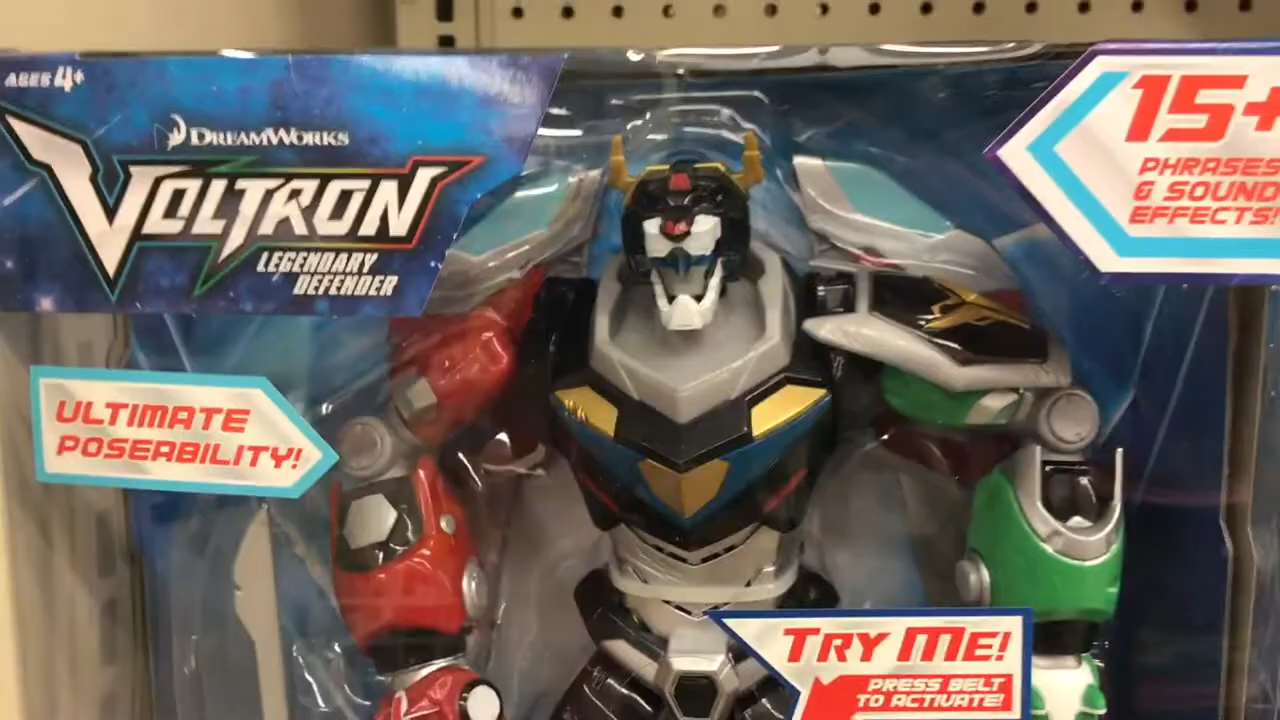 AGES 4+
DREAMWORKS
VOLTRON
LEGENDARY
DEFENDER
15+
PHRASES
& SOUND
EFFECTS!
ULTIMATE
POSEABILITY!
TRY ME!
PRESS BELT
TO ACTIVATE!